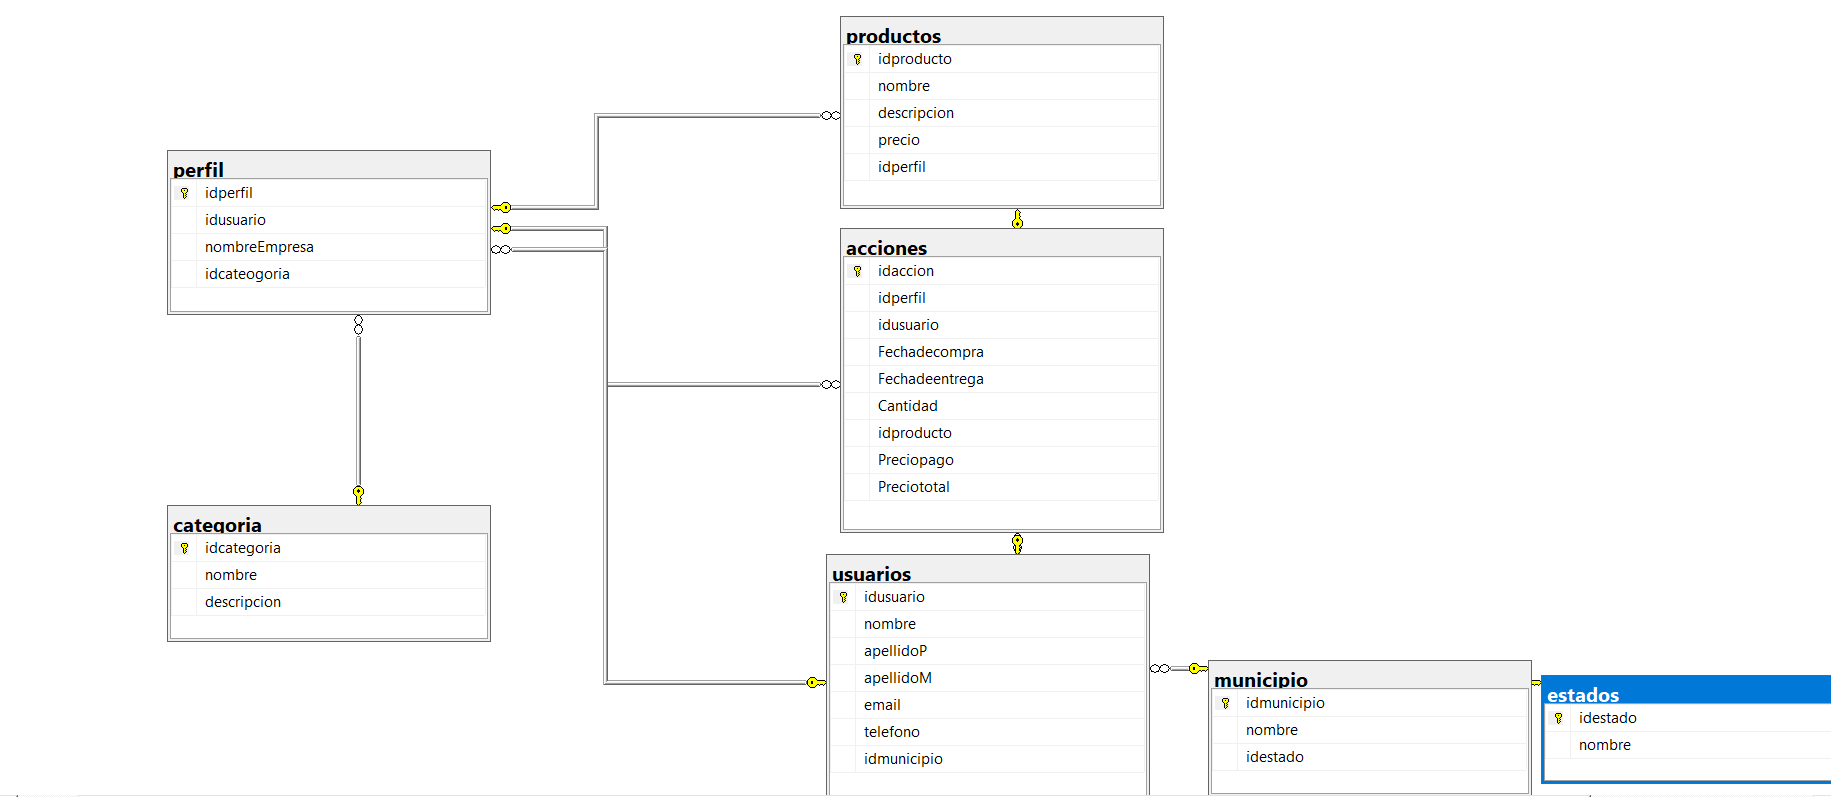 productos
idproducto
nombre
descripcion
precio
idperfil
perfil
idperfil
idusuario
nombreEmpresa
idcateogoria
acciones
idaccion
idperfil
idusuario
Fechadecompra
Fechadeentrega
Cantidad
idproducto
Preciopago
Preciototal
categoria
idcategoria
nombre
descripcion
usuarios
idusuario
nombre
apellidoP
apellidoM
email
telefono
idmunicipio
municipio
idmunicipio
nombre
idestado
estados
idestado
nombre